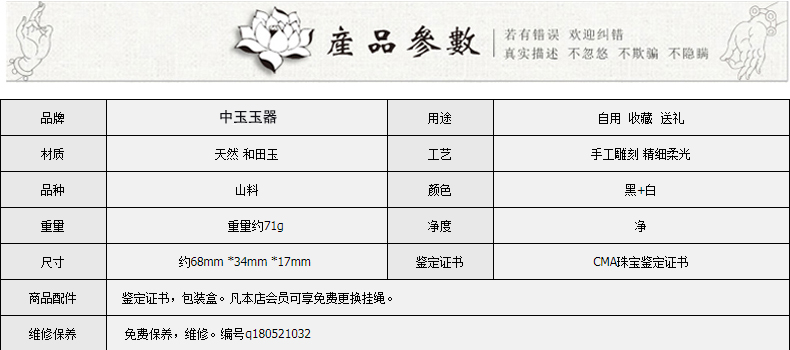 産品參數
若有错误 欢迎纠错
真实描述 不忽悠 不欺骗 不隐瞒
品牌 中玉玉器 用途 自用 收藏 送礼
材质 天然 和田玉 工艺 手工雕刻 精细柔光
品种 山料 颜色 黑+白
重量 重量约71g 净度 净
尺寸 约68mm *34mm *17mm 鉴定证书 CMA珠宝鉴定证书
商品配件 鉴定证书，包装盒。凡本店会员可享免费更换挂绳。
维修保养 免费保养，维修。编号q180521032